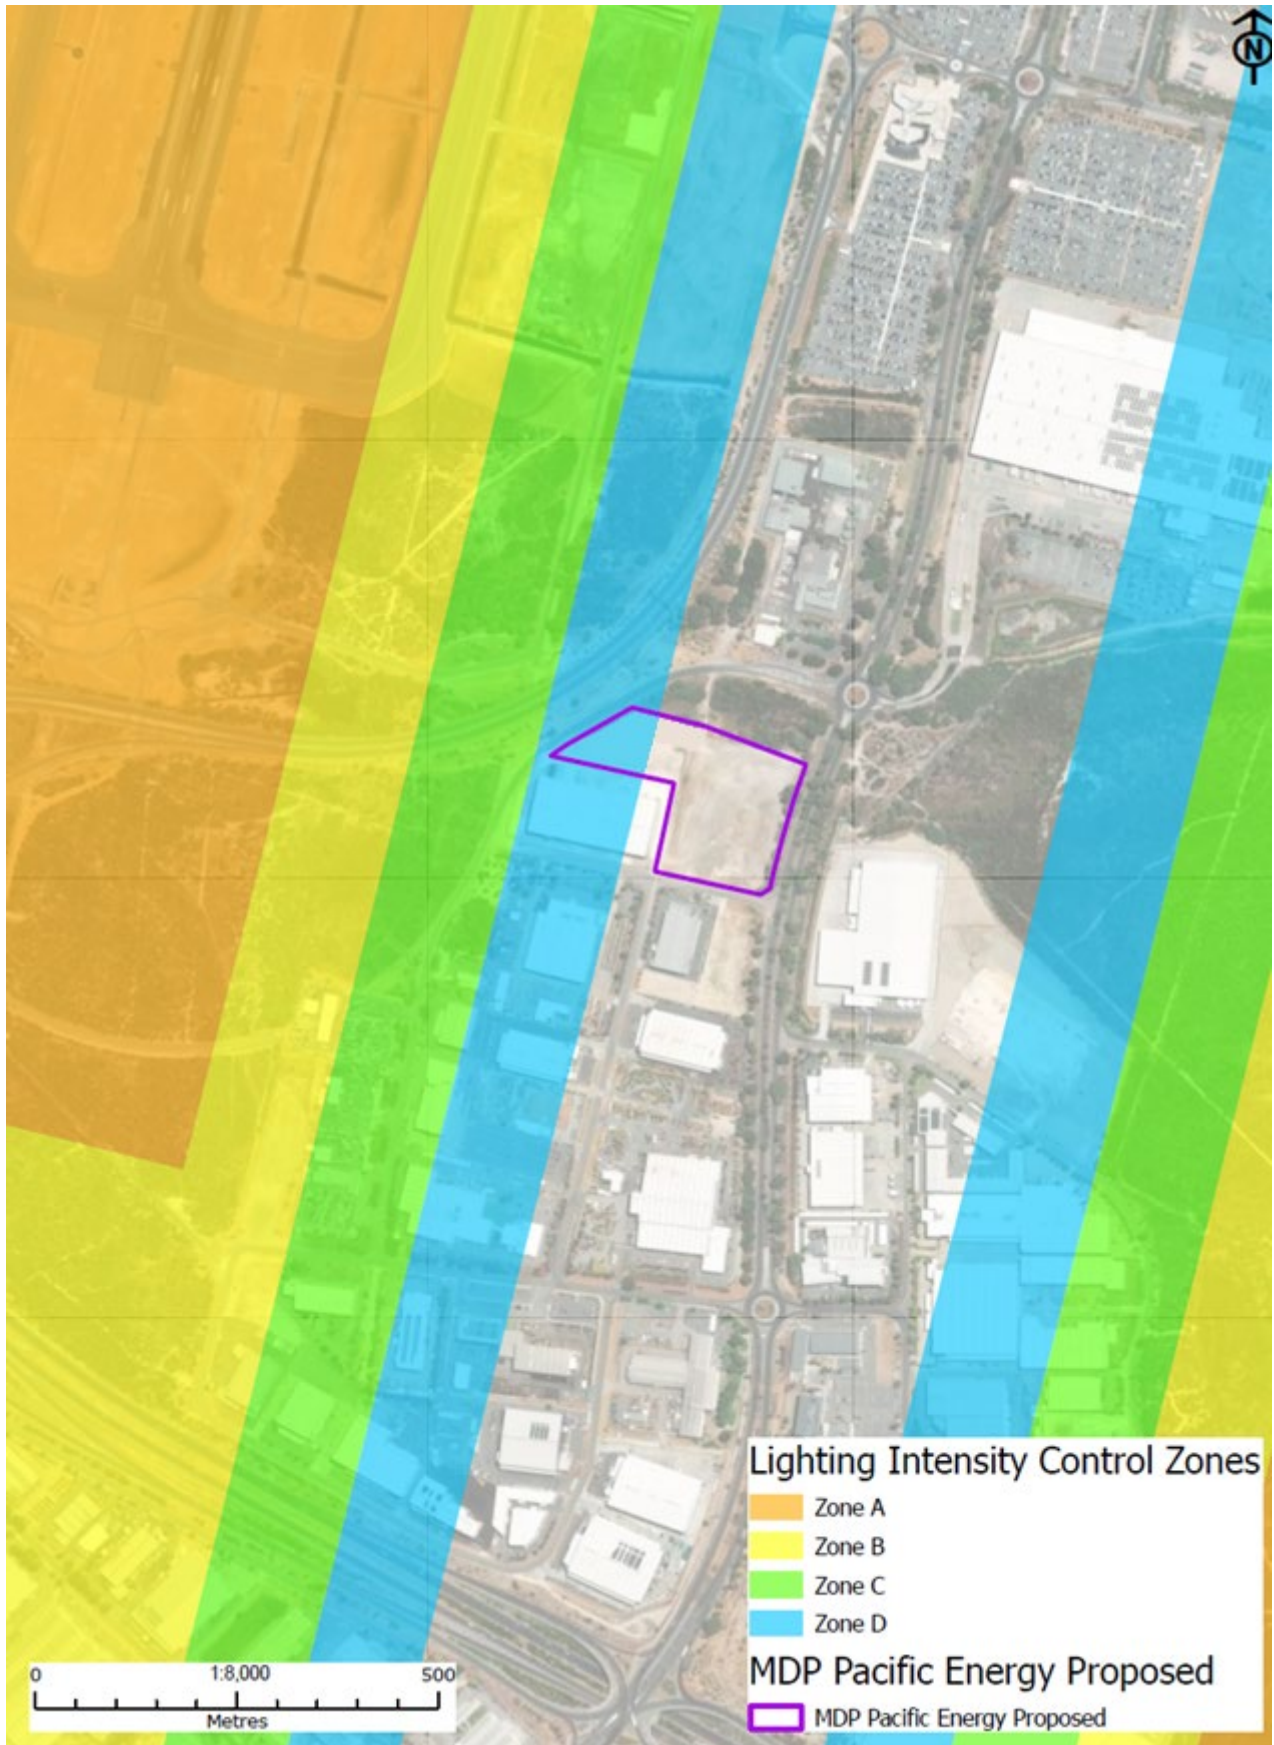 N
Lighting Intensity Control Zones
Zone A
Zone B
Zone C
Zone D
MDP Pacific Energy Proposed
MDP Pacific Energy Proposed
0 1:8,000 500
Metres